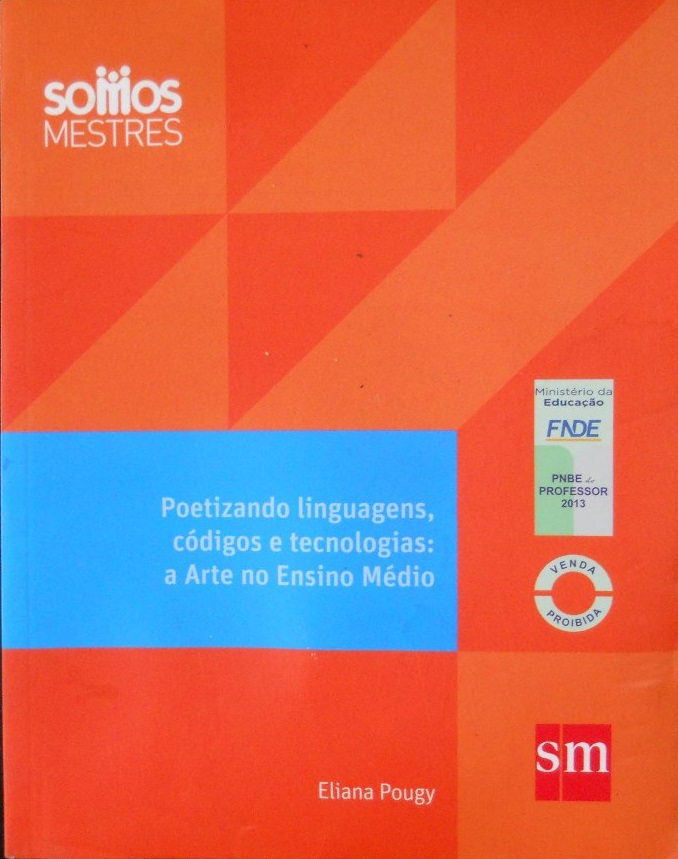 somos
MESTRES
Ministério da
Educação
FNDE
PNBE do
PROFESSOR
2013
Poetizando linguagens,
códigos e tecnologias:
a Arte no Ensino Médio
VENDA
PROIBIDA
sm
Eliana Pougy